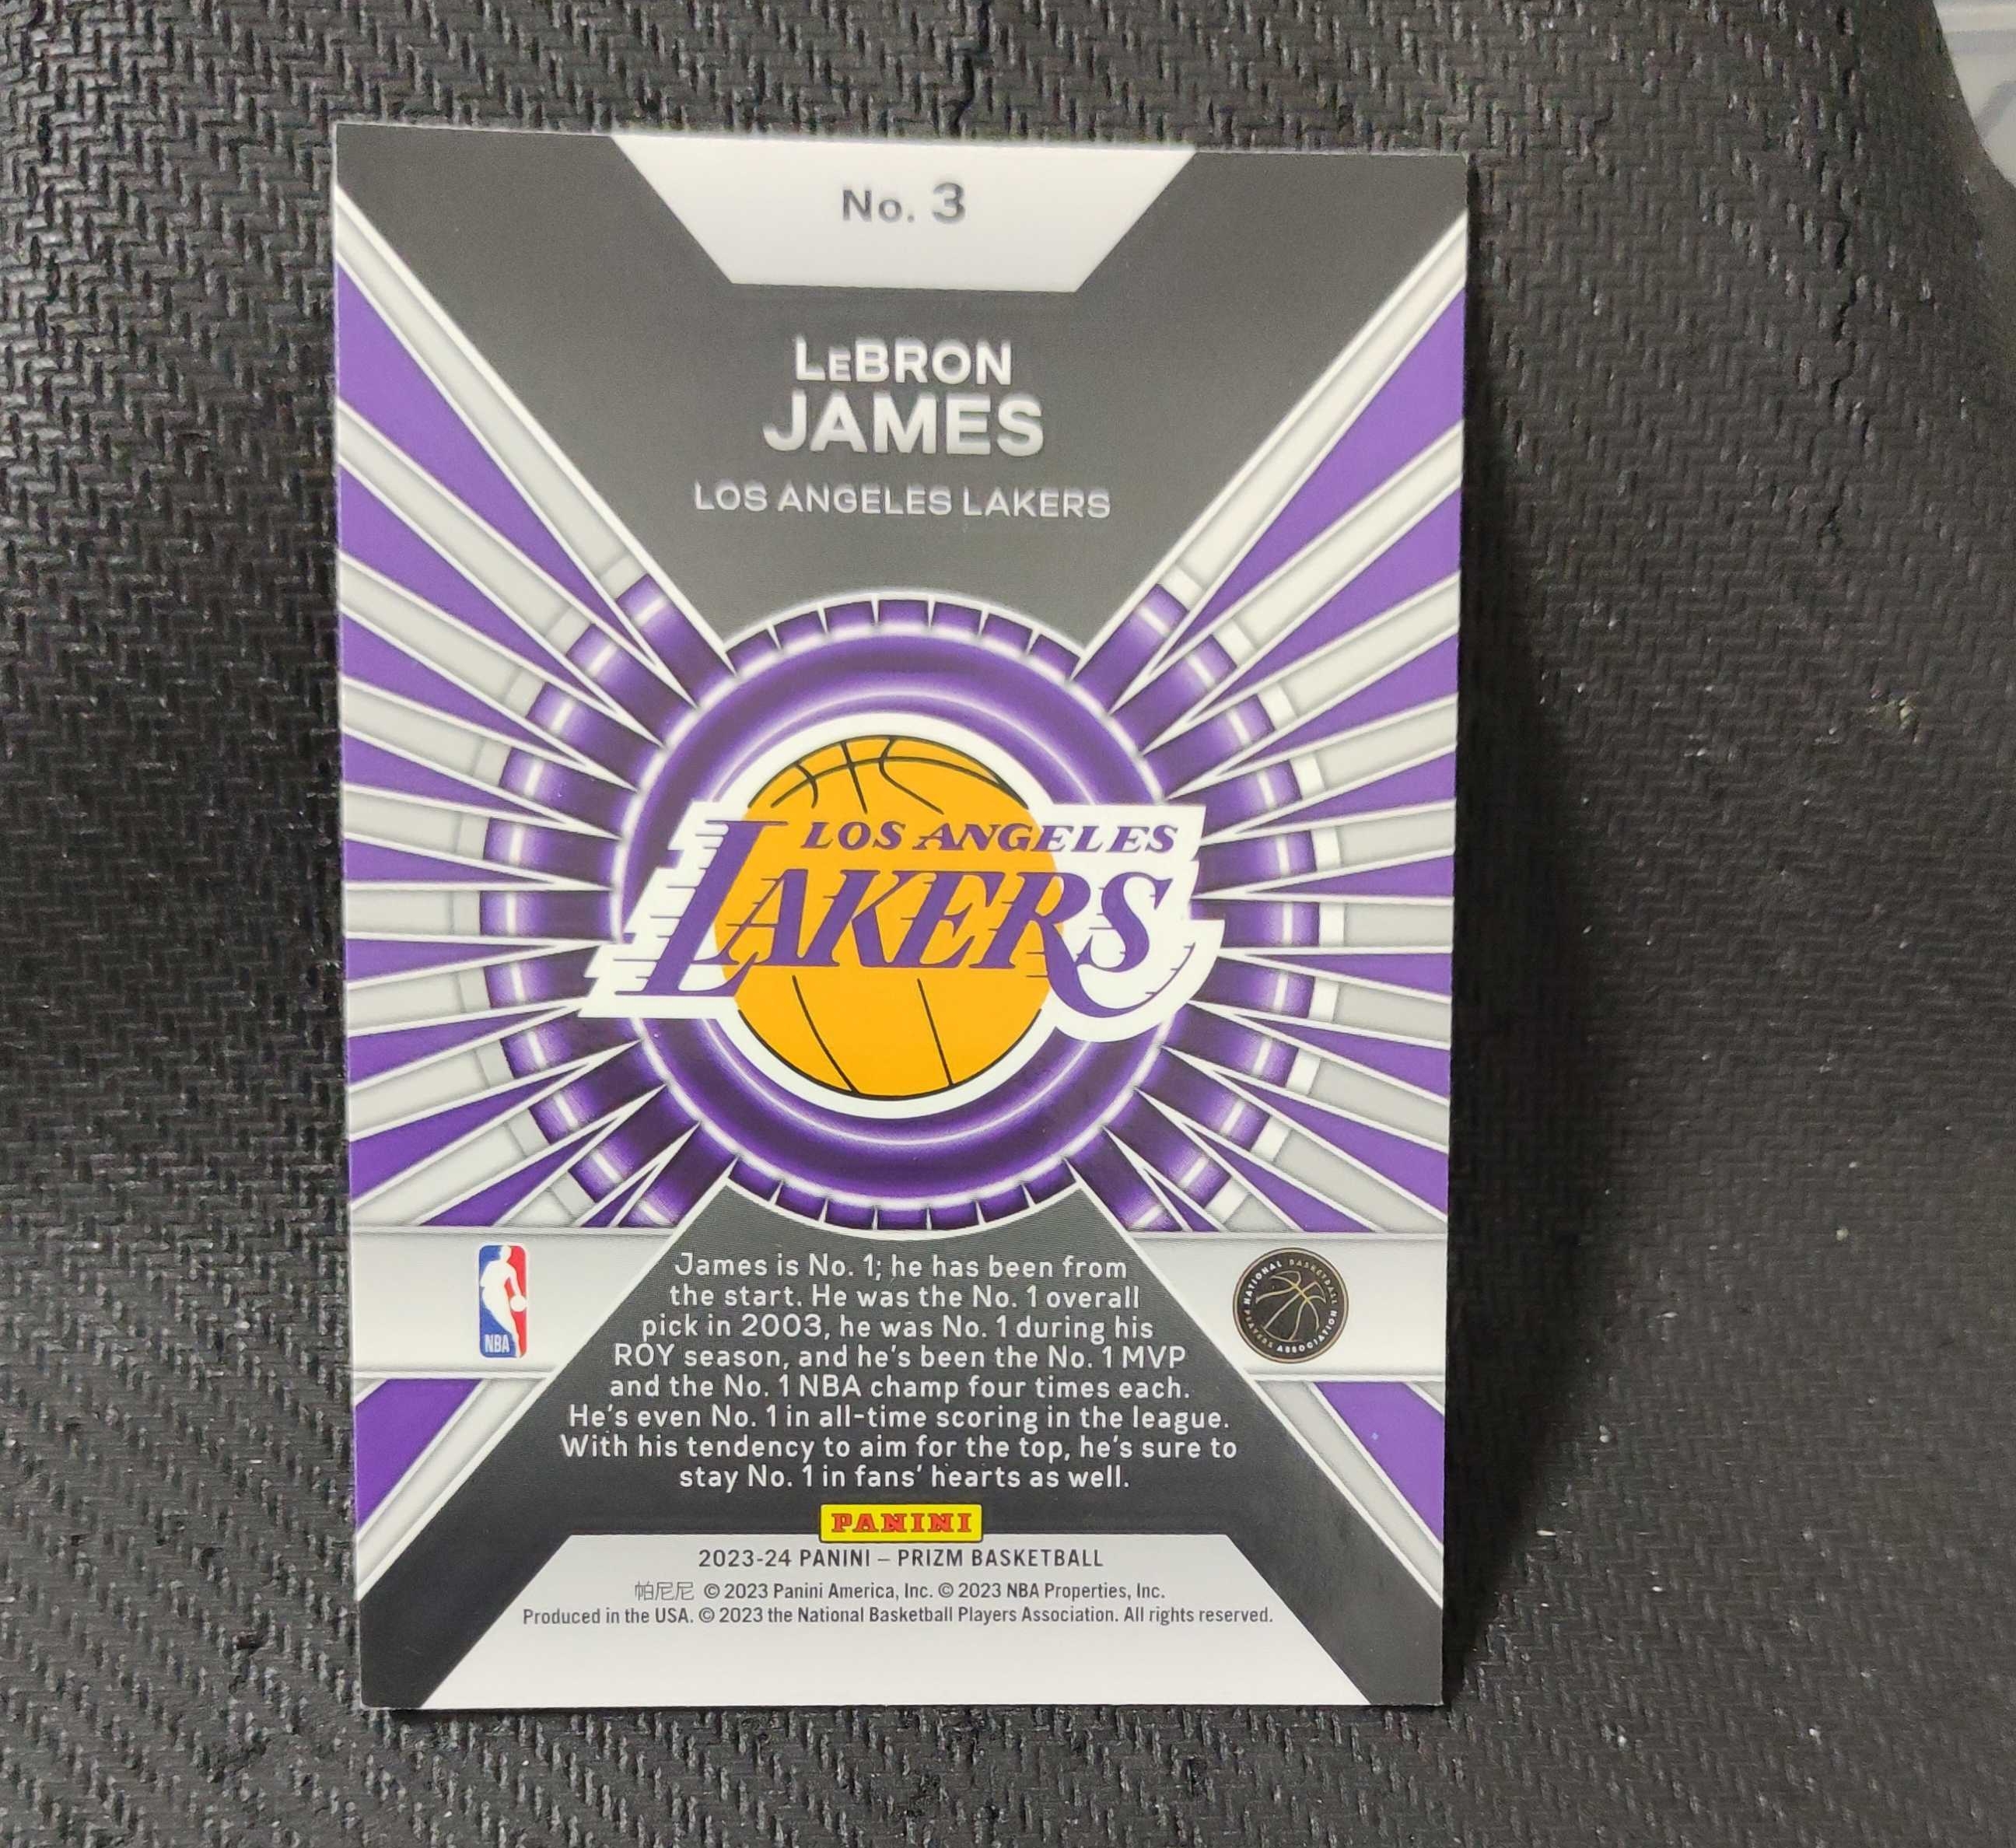 No. 3
LeBRON
JAMES
LOS ANGELES LAKERS
LOS ANGELES
LAKERS
James is No. 1; he has been from
the start. He was the No. 1 overall
pick in 2003, he was No. 1 during his
ROY season, and he's been the No. 1 MVP
and the No. 1 NBA champ four times each.
He's even No. 1 in all-time scoring in the league.
With his tendency to aim for the top, he's sure to
stay No. 1 in fans' hearts as well.
NBA
NATIONAL BASKETBALL
PLAYERS ASSOCIATION
PANINI
2023-24 PANINI – PRIZM BASKETBALL
帕尼尼 © 2023 Panini America, Inc. © 2023 NBA Properties, Inc.
Produced in the USA. © 2023 the National Basketball Players Association. All rights reserved.